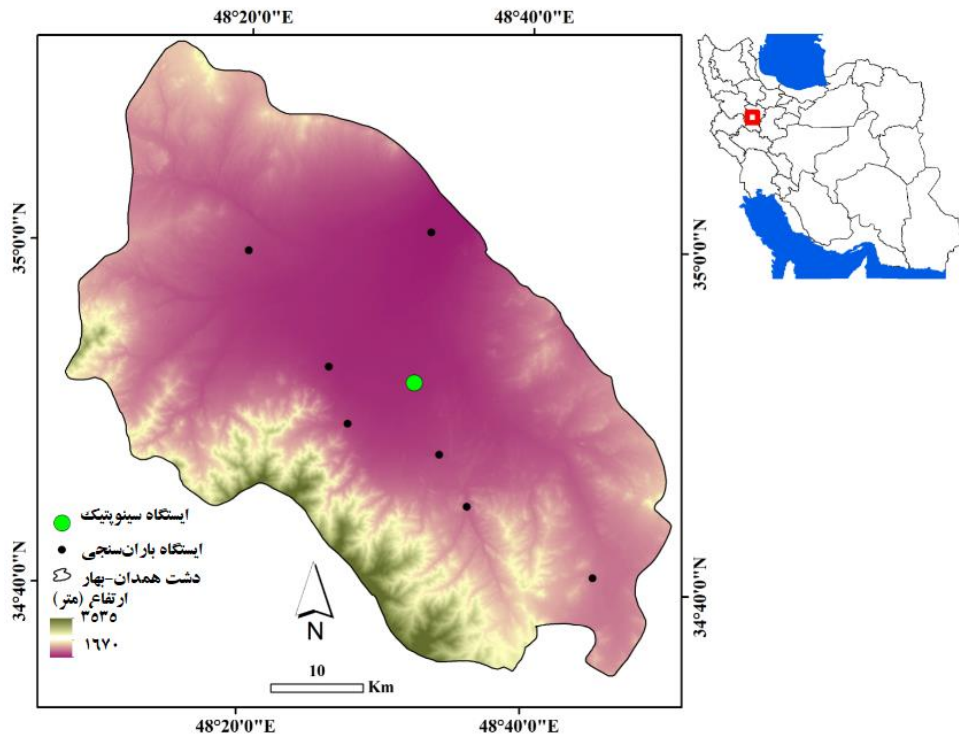 48°20'0"E
48°40'0"E
35°0'0"N
35°0'0"N
ایستگاه سینوپتیک
ایستگاه باران‌سنجی
دشت همدان-بهار
ارتفاع (متر)
۳۵۳۵
۱۶۷۰
34°40'0"N
34°40'0"N
N
10
Km
48°20'0"E
48°40'0"E